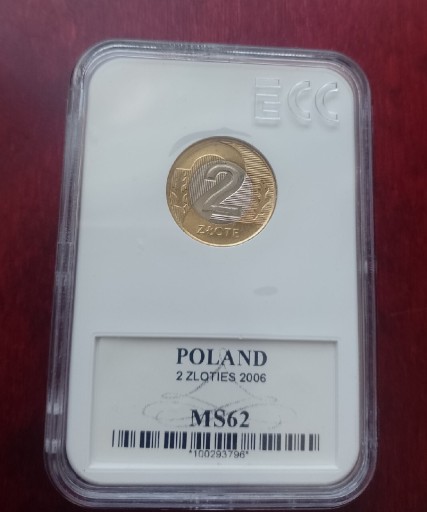 ECC
2
ZŁOTE
POLAND
2 ZLOTIES 2006
MS62
*100293796*